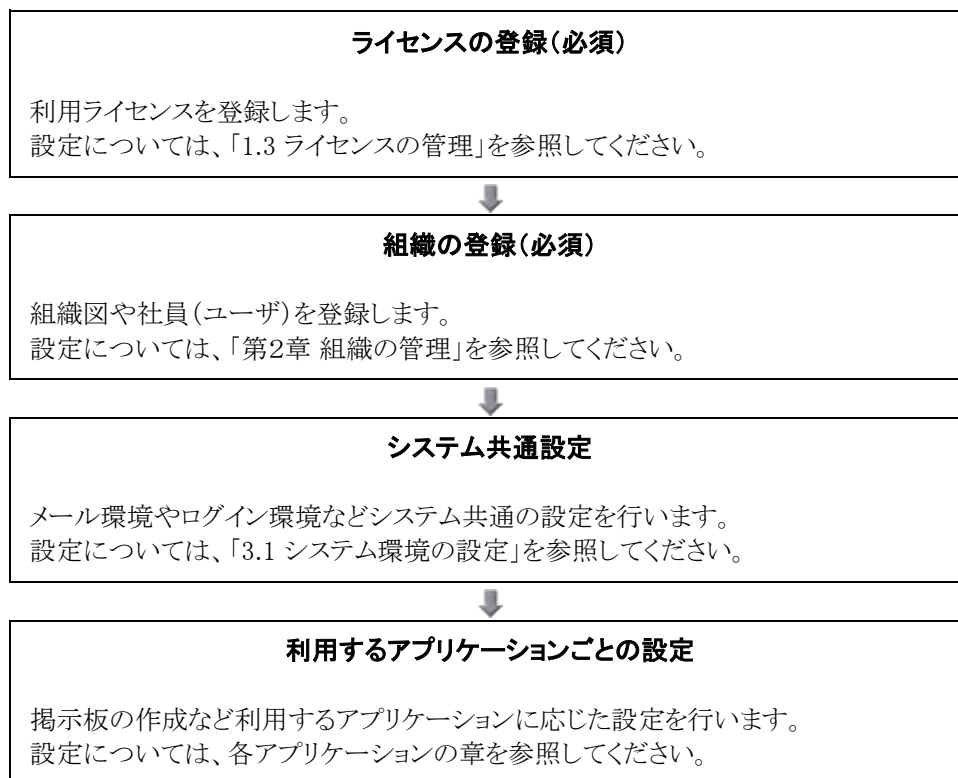 ライセンスの登録(必須)
利用ライセンスを登録します。
設定については、「1.3 ライセンスの管理」を参照してください。
組織の登録(必須)
組織図や社員(ユーザ)を登録します。
設定については、「第2章 組織の管理」を参照してください。
システム共通設定
メール環境やログイン環境などシステム共通の設定を行います。
設定については、「3.1 システム環境の設定」を参照してください。
利用するアプリケーションごとの設定
掲示板の作成など利用するアプリケーションに応じた設定を行います。
設定については、各アプリケーションの章を参照してください。